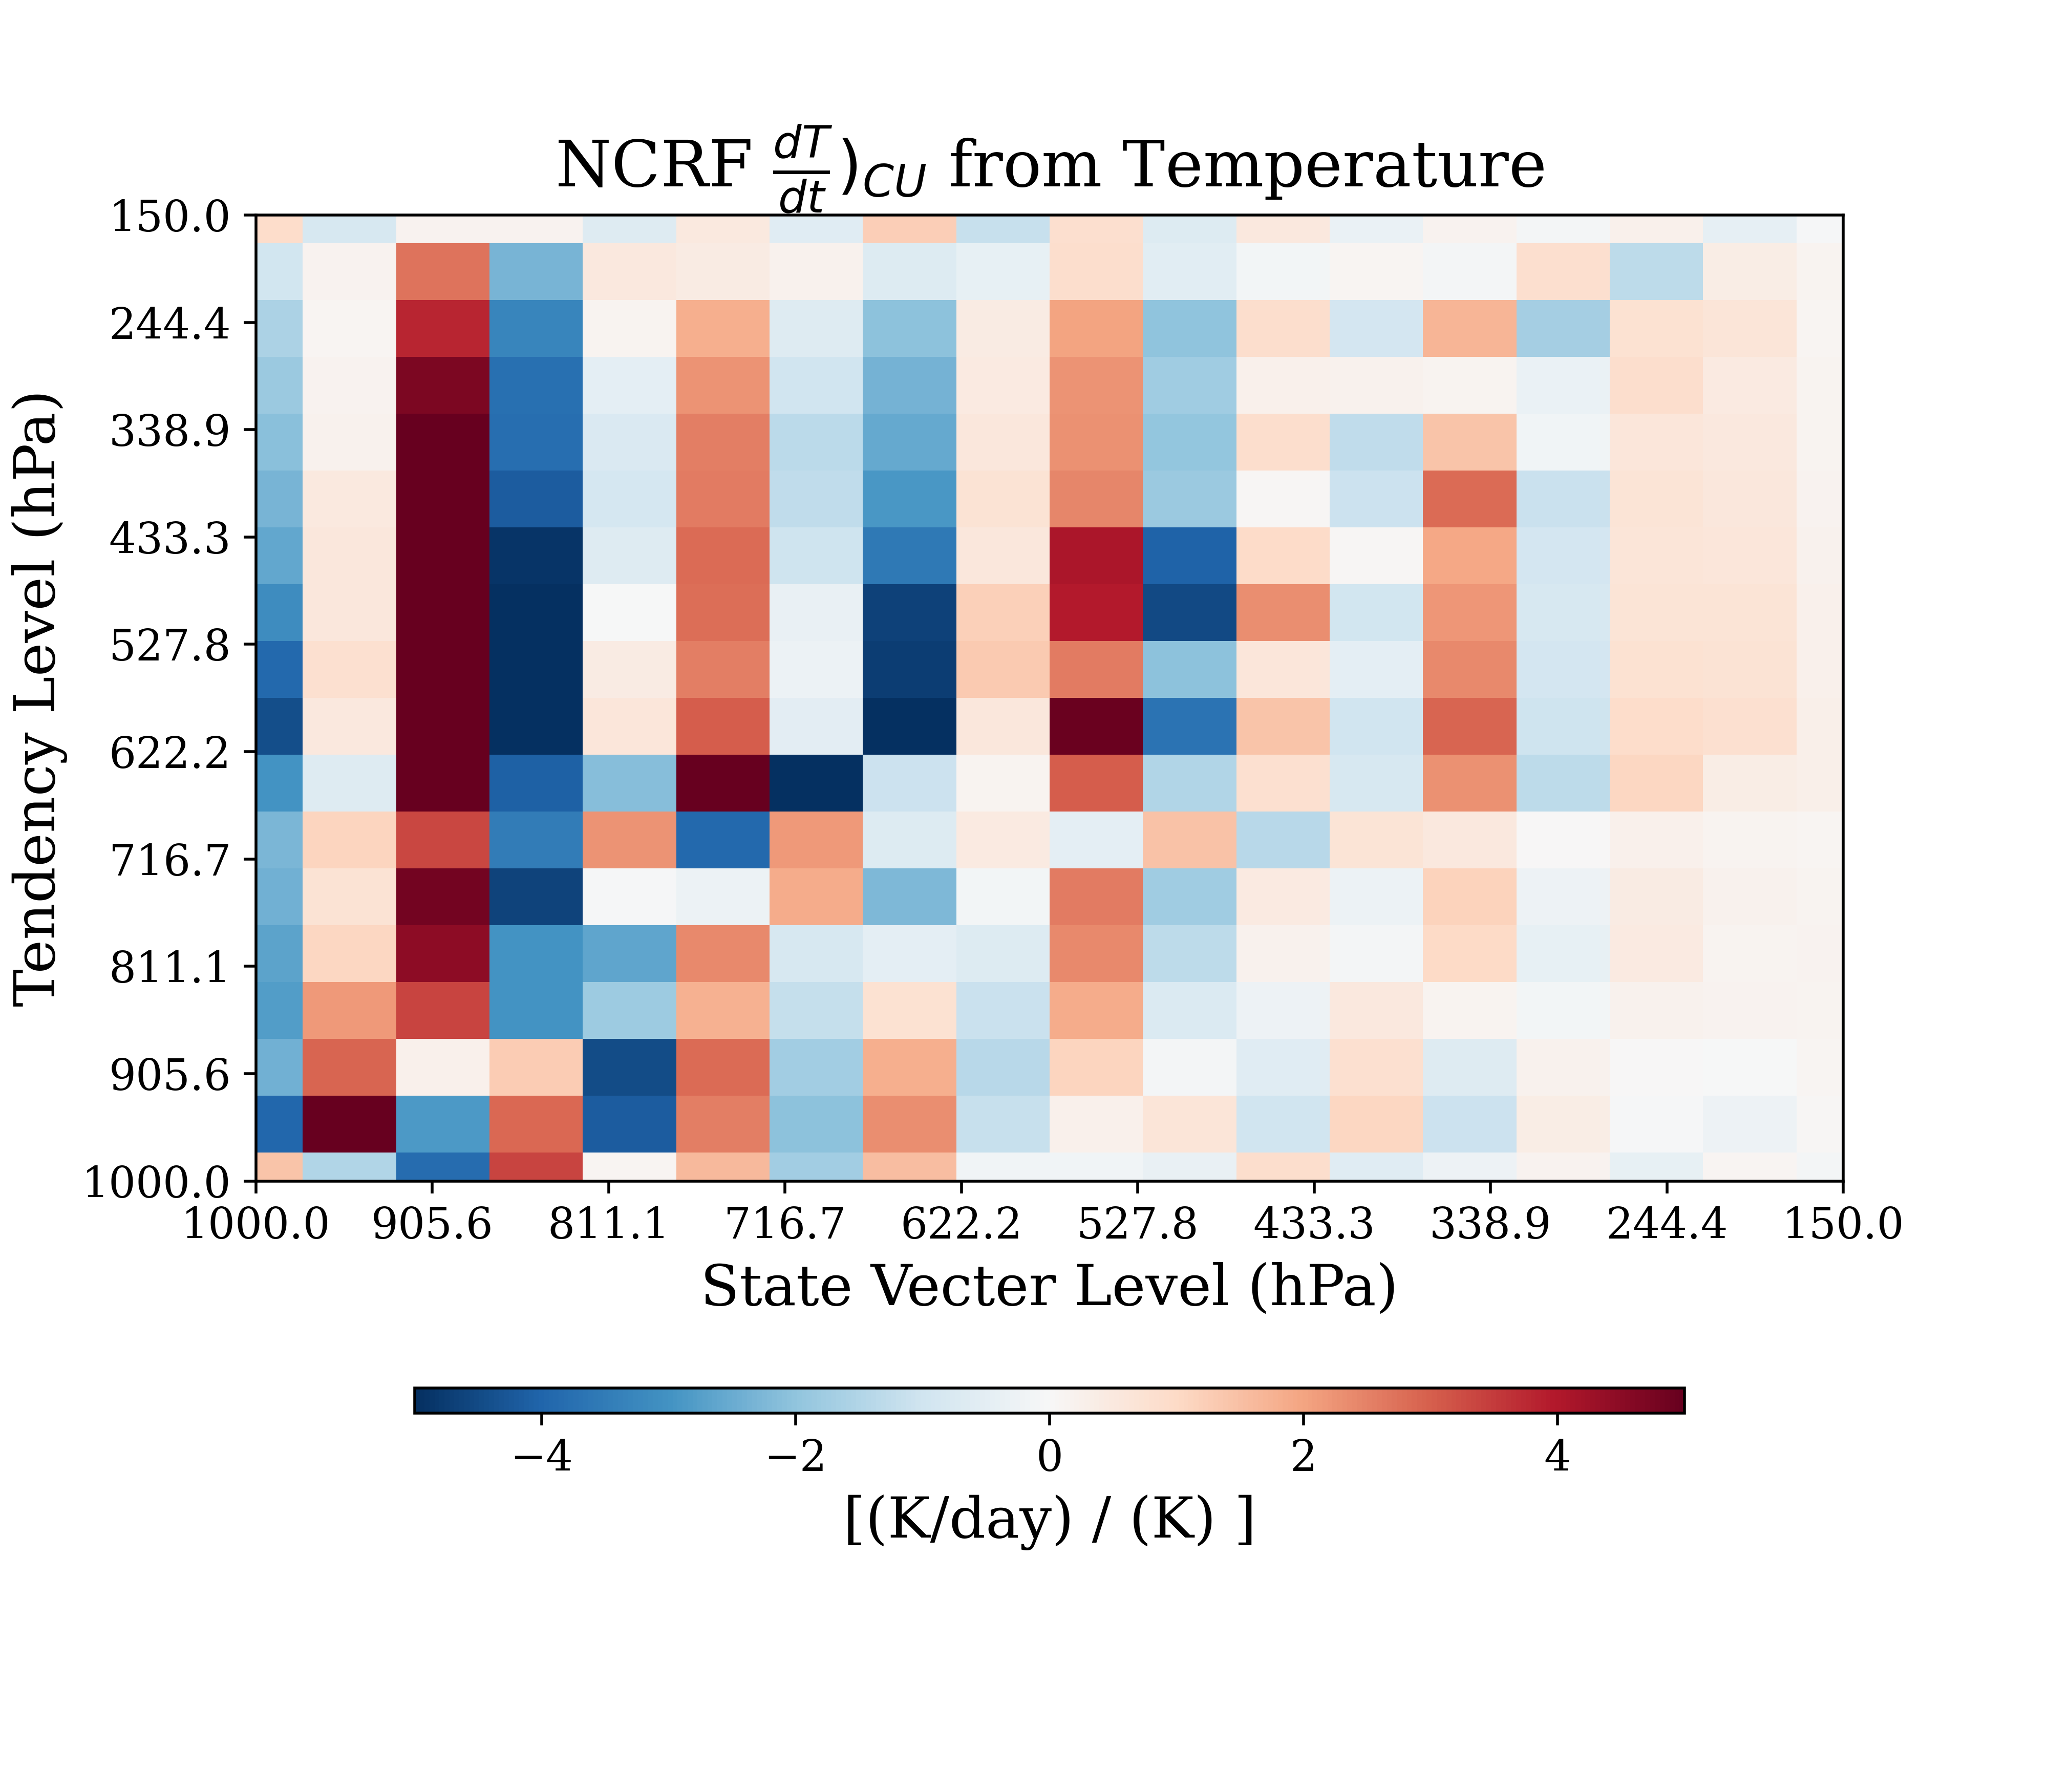 NCRF dT/dt)CU from Temperature
Tendency Level (hPa)
150.0
244.4
338.9
433.3
527.8
622.2
716.7
811.1
905.6
1000.0
1000.0 905.6 811.1 716.7 622.2 527.8 433.3 338.9 244.4 150.0
State Vecter Level (hPa)
−4 −2 0 2 4
[(K/day) / (K) ]